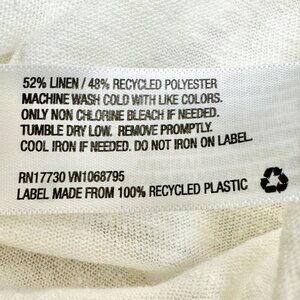 52% LINEN / 48% RECYCLED POLYESTER
MACHINE WASH COLD WITH LIKE COLORS.
ONLY NON CHLORINE BLEACH IF NEEDED.
TUMBLE DRY LOW. REMOVE PROMPTLY.
COOL IRON IF NEEDED. DO NOT IRON ON LABEL.
RN17730 VN1068795
LABEL MADE FROM 100% RECYCLED PLASTIC